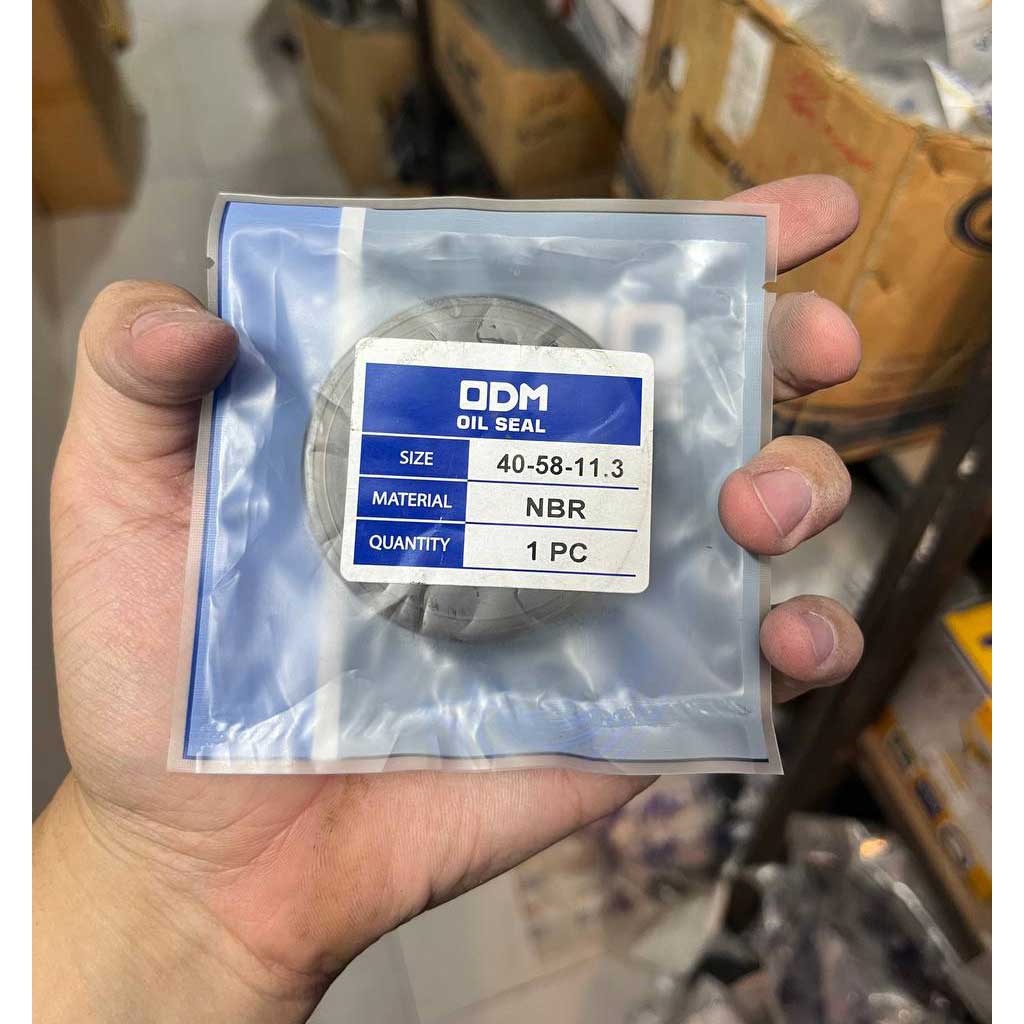 ODM
OIL SEAL
SIZE 40-58-11.3
MATERIAL NBR
QUANTITY 1 PC